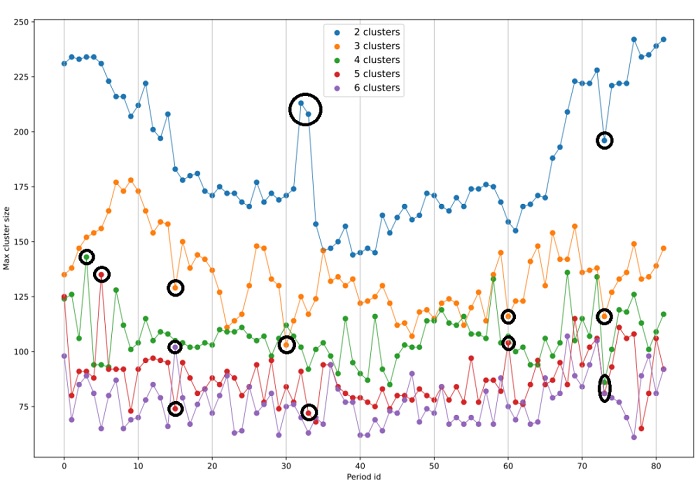 250
225
200
175
150
125
100
75
Max cluster size
2 clusters
3 clusters
4 clusters
5 clusters
6 clusters
0 10 20 30 40 50 60 70 80
Period id